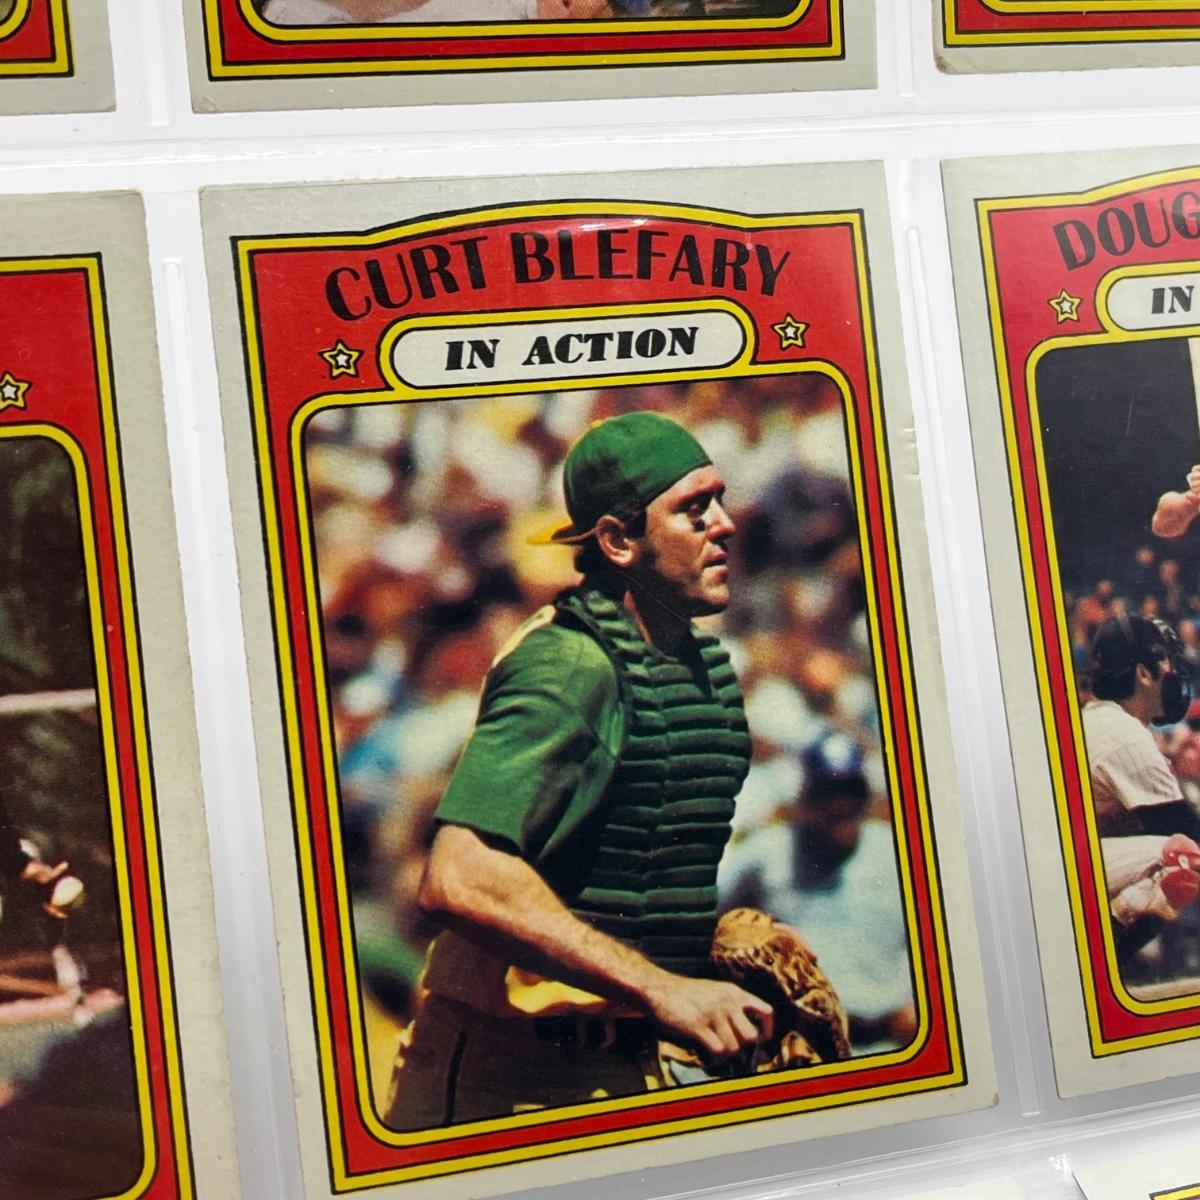 CURT BLEFARY
IN ACTION
DOUG
IN